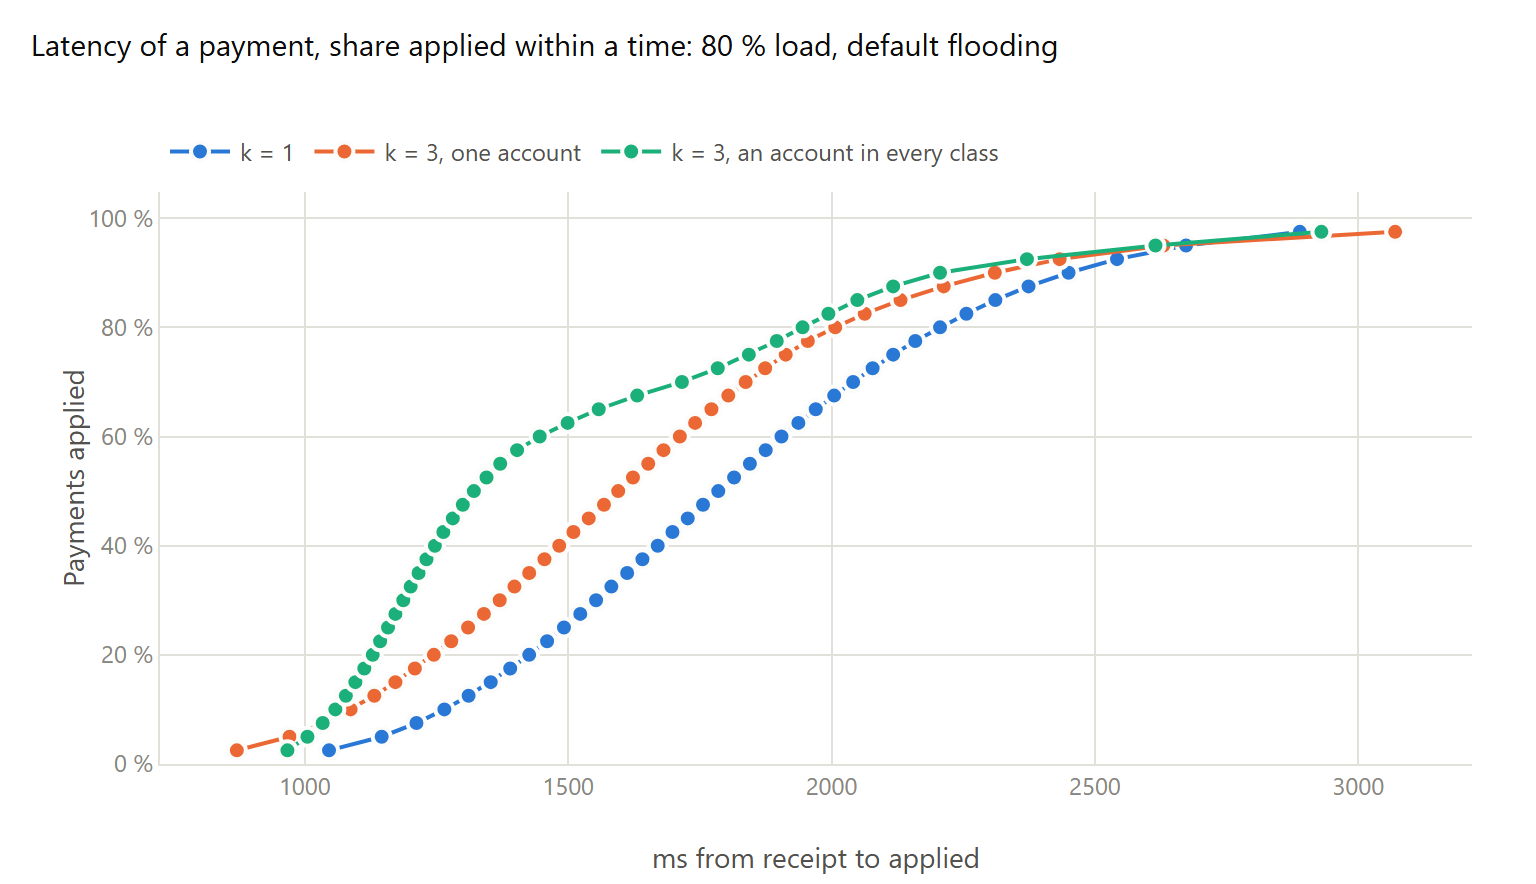 Latency of a payment, share applied within a time: 80 % load, default flooding
k = 1 k = 3, one account k = 3, an account in every class
100 %
80 %
60 %
40 %
20 %
0 %
Payments applied
1000 1500 2000 2500 3000
ms from receipt to applied